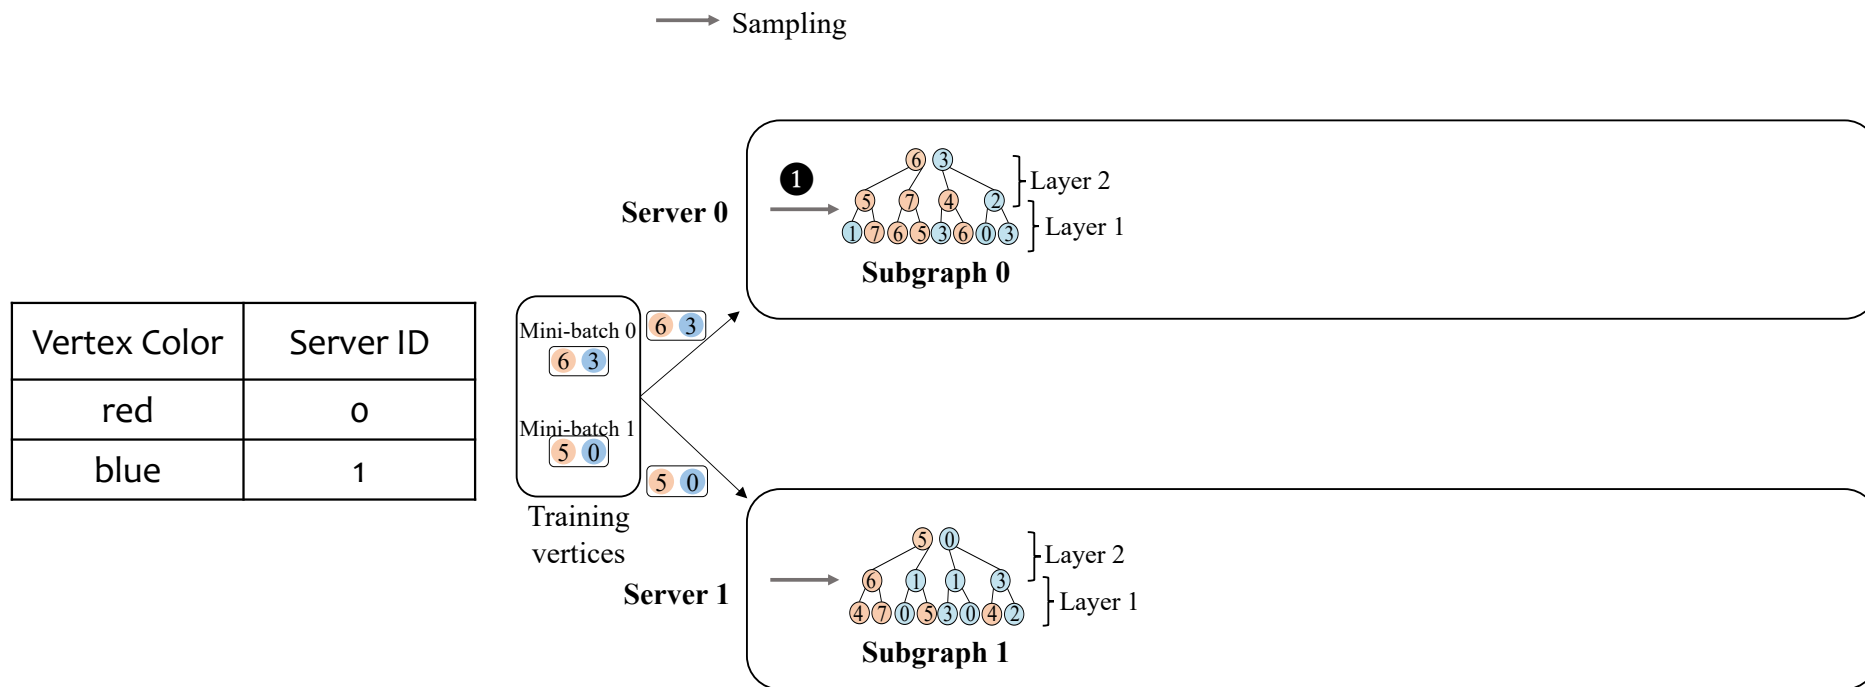 Sampling
1
6 3
Layer 2
5 7 4 2
Server 0
Layer 1
1 7 6 5 3 6 0 3
Subgraph 0
Vertex Color Server ID
red 0
blue 1
Mini-batch 0
6 3
6 3
Mini-batch 1
5 0
5 0
Training
vertices
5 0
Layer 2
6 1 1 3
Server 1
Layer 1
4 7 0 5 3 0 4 2
Subgraph 1